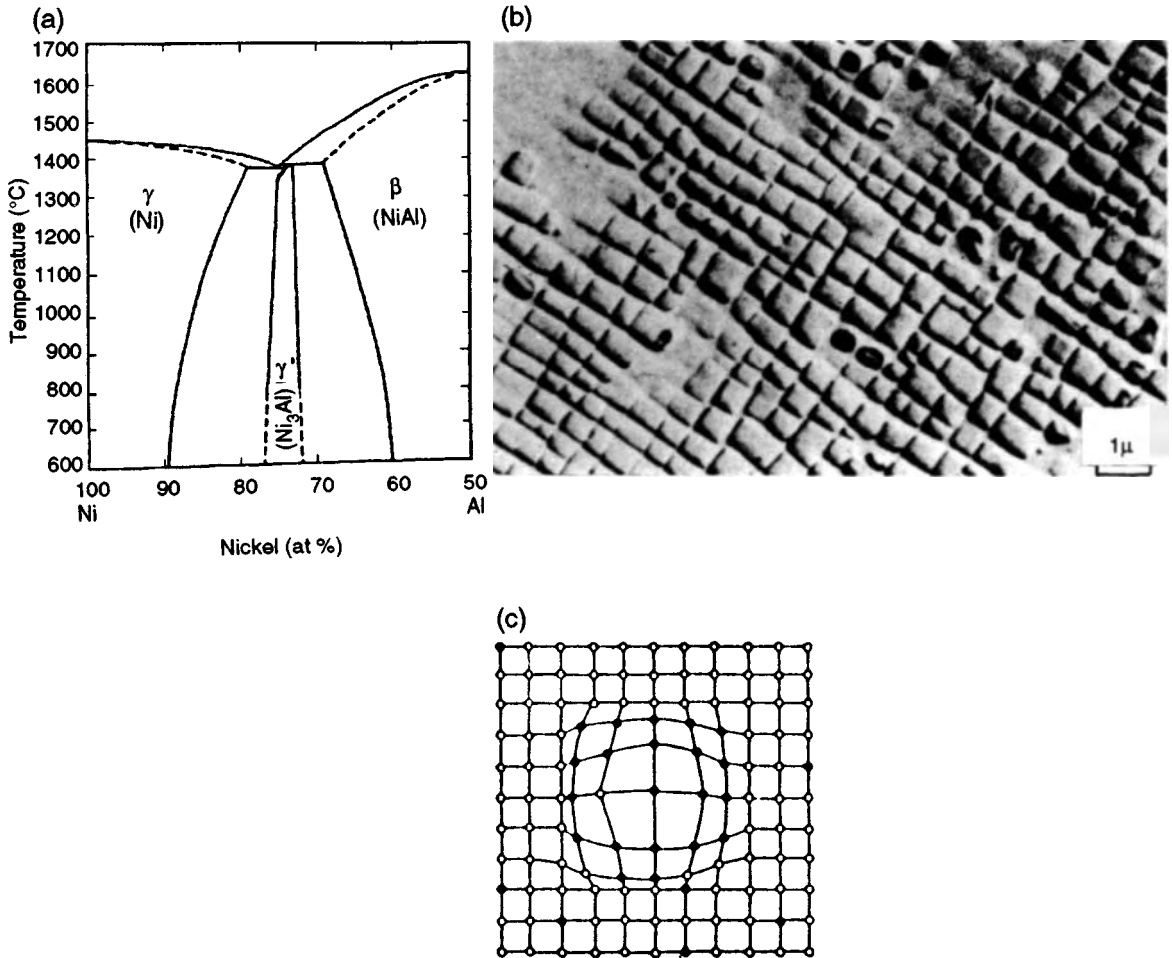 (a)
1700
1600
1500
1400
1300
1200
1100
1000
900
800
700
600
Temperature (°C)
γ
(Ni)
β
(NiAl)
γ'
(Ni₃Al)
100
90
80
70
60
50
Ni
Al
Nickel (at %)
(b)
1μ
(c)